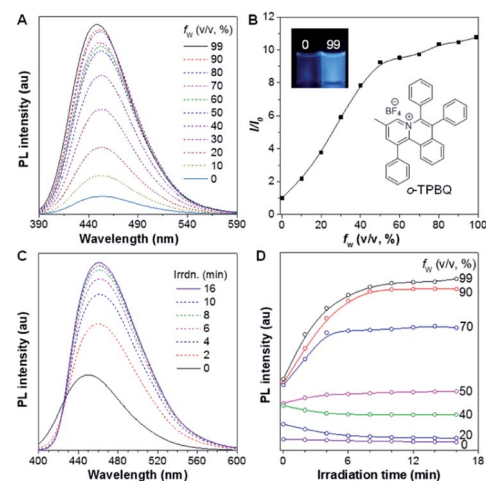 A
f_W (v/v, %)
99
90
80
70
60
50
40
30
20
10
0
PL intensity (au)
390 440 490 540 590
Wavelength (nm)
B
12
10
8
6
4
2
0
I/I_0
0 99
BF4
⊖
N
⊕
o-TPBQ
0 20 40 60 80 100
f_W (v/v, %)
C
Irrdn. (min)
16
10
8
6
4
2
0
PL intensity (au)
400 440 480 520 560 600
Wavelength (nm)
D
f_W (v/v, %)
99
90
70
50
40
20
0
PL intensity (au)
0 6 12 18
Irradiation time (min)